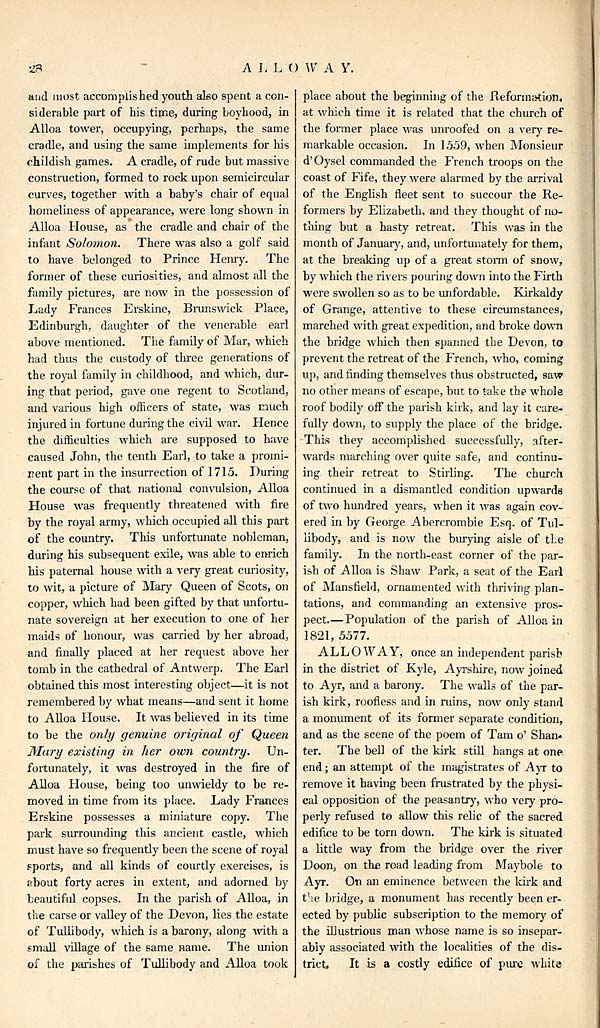 28
ALLOWAY.
and most accomplished youth also spent a con-
siderable part of his time, during boyhood, in
Alloa tower, occupying, perhaps, the same
cradle, and using the same implements for his
childish games. A cradle, of rude but massive
construction, formed to rock upon semicircular
curves, together with a baby's chair of equal
homeliness of appearance, were long shown in
Alloa House, as the cradle and chair of the
infant Solomon. There was also a golf said
to have belonged to Prince Henry. The
former of these curiosities, and almost all the
family pictures, are now in the possession of
Lady Frances Erskine, Brunswick Place,
Edinburgh, daughter of the venerable earl
above mentioned. The family of Mar, which
had thus the custody of three generations of
the royal family in childhood, and which, dur-
ing that period, gave one regent to Scotland,
and various high officers of state, was much
injured in fortune during the civil war. Hence
the difficulties which are supposed to have
caused John, the tenth Earl, to take a promi-
nent part in the insurrection of 1715. During
the course of that national convulsion, Alloa
House was frequently threatened with fire
by the royal army, which occupied all this part
of the country. This unfortunate nobleman,
during his subsequent exile, was able to enrich
his paternal house with a very great curiosity,
to wit, a picture of Mary Queen of Scots, on
copper, which had been gifted by that unfortu-
nate sovereign at her execution to one of her
maids of honour, was carried by her abroad,
and finally placed at her request above her
tomb in the cathedral of Antwerp. The Earl
obtained this most interesting object—it is not
remembered by what means—and sent it home
to Alloa House. It was believed in its time
to be the only genuine original of Queen
Mary existing in her own country. Un-
fortunately, it was destroyed in the fire of
Alloa House, being too unwieldy to be re-
moved in time from its place. Lady Frances
Erskine possesses a miniature copy. The
park surrounding this ancient castle, which
must have so frequently been the scene of royal
sports, and all kinds of courtly exercises, is
about forty acres in extent, and adorned by
beautiful copses. In the parish of Alloa, in
the carse or valley of the Devon, lies the estate
of Tullibody, which is a barony, along with a
small village of the same name. The union
of the parishes of Tullibody and Alloa took
place about the beginning of the Reformation,
at which time it is related that the church of
the former place was unroofed on a very re-
markable occasion. In 1559, when Monsieur
d'Oysel commanded the French troops on the
coast of Fife, they were alarmed by the arrival
of the English fleet sent to succour the Re-
formers by Elizabeth, and they thought of no-
thing but a hasty retreat. This was in the
month of January, and, unfortunately for them,
at the breaking up of a great storm of snow,
by which the rivers pouring down into the Firth
were swollen so as to be unfordable. Kirkaldy
of Grange, attentive to these circumstances,
marched with great expedition, and broke down
the bridge which then spanned the Devon, to
prevent the retreat of the French, who, coming
up, and finding themselves thus obstructed, saw
no other means of escape, but to take the whole
roof bodily off the parish kirk, and lay it care-
fully down, to supply the place of the bridge.
This they accomplished successfully, after-
wards marching over quite safe, and continu-
ing their retreat to Stirling. The church
continued in a dismantled condition upwards
of two hundred years, when it was again cov-
ered in by George Abercrombie Esq. of Tul-
libody, and is now the burying aisle of the
family. In the north-east corner of the par-
ish of Alloa is Shaw Park, a seat of the Earl
of Mansfield, ornamented with thriving plan-
tations, and commanding an extensive pros-
pect.—Population of the parish of Alloa in
1821, 5577.
ALLOWAY, once an independent parish
in the district of Kyle, Ayrshire, now joined
to Ayr, and a barony. The walls of the par-
ish kirk, roofless and in ruins, now only stand
a monument of its former separate condition,
and as the scene of the poem of Tam o' Shan-
ter. The bell of the kirk still hangs at one
end; an attempt of the magistrates of Ayr to
remove it having been frustrated by the physi-
cal opposition of the peasantry, who very pro-
perly refused to allow this relic of the sacred
edifice to be torn down. The kirk is situated
a little way from the bridge over the river
Doon, on the road leading from Maybole to
Ayr. On an eminence between the kirk and
the bridge, a monument has recently been er-
ected by public subscription to the memory of
the illustrious man whose name is so insepar-
ably associated with the localities of the dis-
trict. It is a costly edifice of pure white